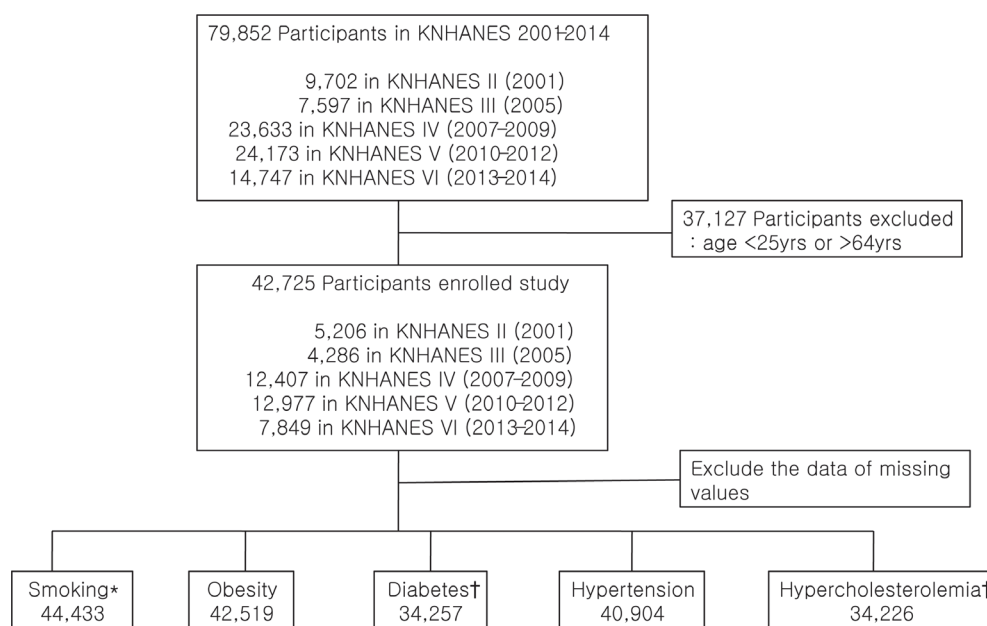 79,852 Participants in KNHANES 2001-2014
9,702 in KNHANES II (2001)
7,597 in KNHANES III (2005)
23,633 in KNHANES IV (2007-2009)
24,173 in KNHANES V (2010-2012)
14,747 in KNHANES VI (2013-2014)
37,127 Participants excluded
: age <25yrs or >64yrs
42,725 Participants enrolled study
5,206 in KNHANES II (2001)
4,286 in KNHANES III (2005)
12,407 in KNHANES IV (2007-2009)
12,977 in KNHANES V (2010-2012)
7,849 in KNHANES VI (2013-2014)
Exclude the data of missing
values
Smoking*
44,433
Obesity
42,519
Diabetes†
34,257
Hypertension
40,904
Hypercholesterolemia†
34,226